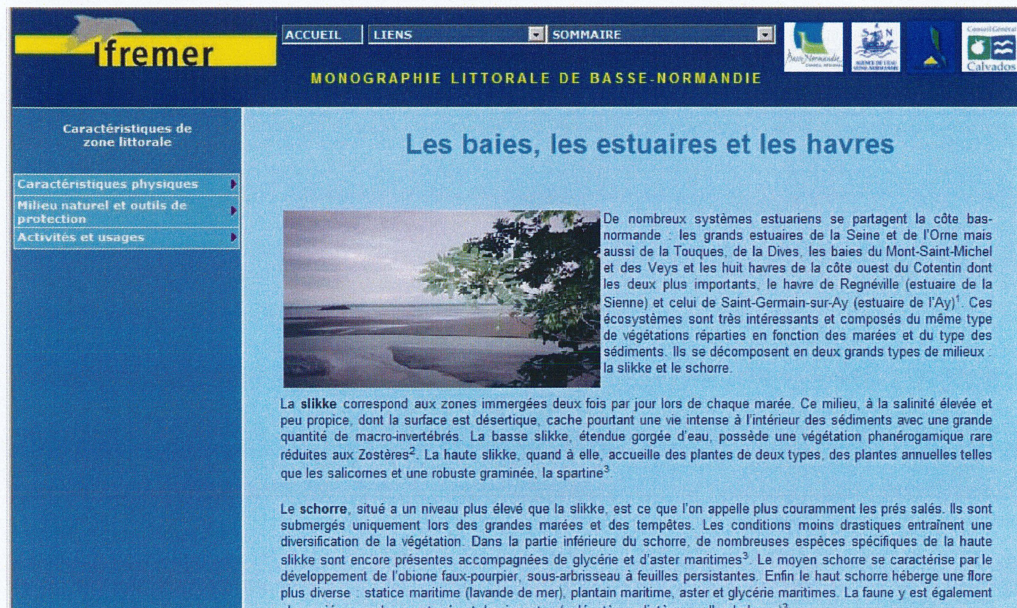 Ifremer
ACCUEIL
LIENS
SOMMAIRE
Basse-Normandie
AGENCE DE L'EAU
SEINE-NORMANDIE
Conseil Général
Calvados
MONOGRAPHIE LITTORALE DE BASSE-NORMANDIE
Caractéristiques de
zone littorale
Caractéristiques physiques
Milieu naturel et outils de
protection
Activités et usages
Les baies, les estuaires et les havres
De nombreux systèmes estuariens se partagent la côte bas-
normande : les grands estuaires de la Seine et de l'Orne mais
aussi de la Touques, de la Dives, les baies du Mont-Saint-Michel
et des Veys et les huit havres de la côte ouest du Cotentin dont
les deux plus importants, le havre de Regnéville (estuaire de la
Sienne) et celui de Saint-Germain-sur-Ay (estuaire de l'Ay)¹. Ces
écosystèmes sont très intéressants et composés du même type
de végétations réparties en fonction des marées et du type des
sédiments. Ils se décomposent en deux grands types de milieux :
la slikke et le schorre.
La slikke correspond aux zones immergées deux fois par jour lors de chaque marée. Ce milieu, à la salinité élevée et
peu propice, dont la surface est désertique, cache pourtant une vie intense à l'intérieur des sédiments avec une grande
quantité de macro-invertébrés. La basse slikke, étendue gorgée d'eau, possède une végétation phanérogamique rare
réduites aux Zostères². La haute slikke, quand à elle, accueille des plantes de deux types, des plantes annuelles telles
que les salicornes et une robuste graminée, la spartine³.
Le schorre, situé a un niveau plus élevé que la slikke, est ce que l'on appelle plus couramment les prés salés. Ils sont
submergés uniquement lors des grandes marées et des tempêtes. Les conditions moins drastiques entraînent une
diversification de la végétation. Dans la partie inférieure du schorre, de nombreuses espéces spécifiques de la haute
slikke sont encore présentes accompagnées de glycérie et d'aster maritimes³. Le moyen schorre se caractérise par le
développement de l'obione faux-pourpier, sous-arbrisseau à feuilles persistantes. Enfin le haut schorre héberge une flore
plus diverse : statice maritime (lavande de mer), plantain maritime, aster et glycérie maritimes. La faune y est également